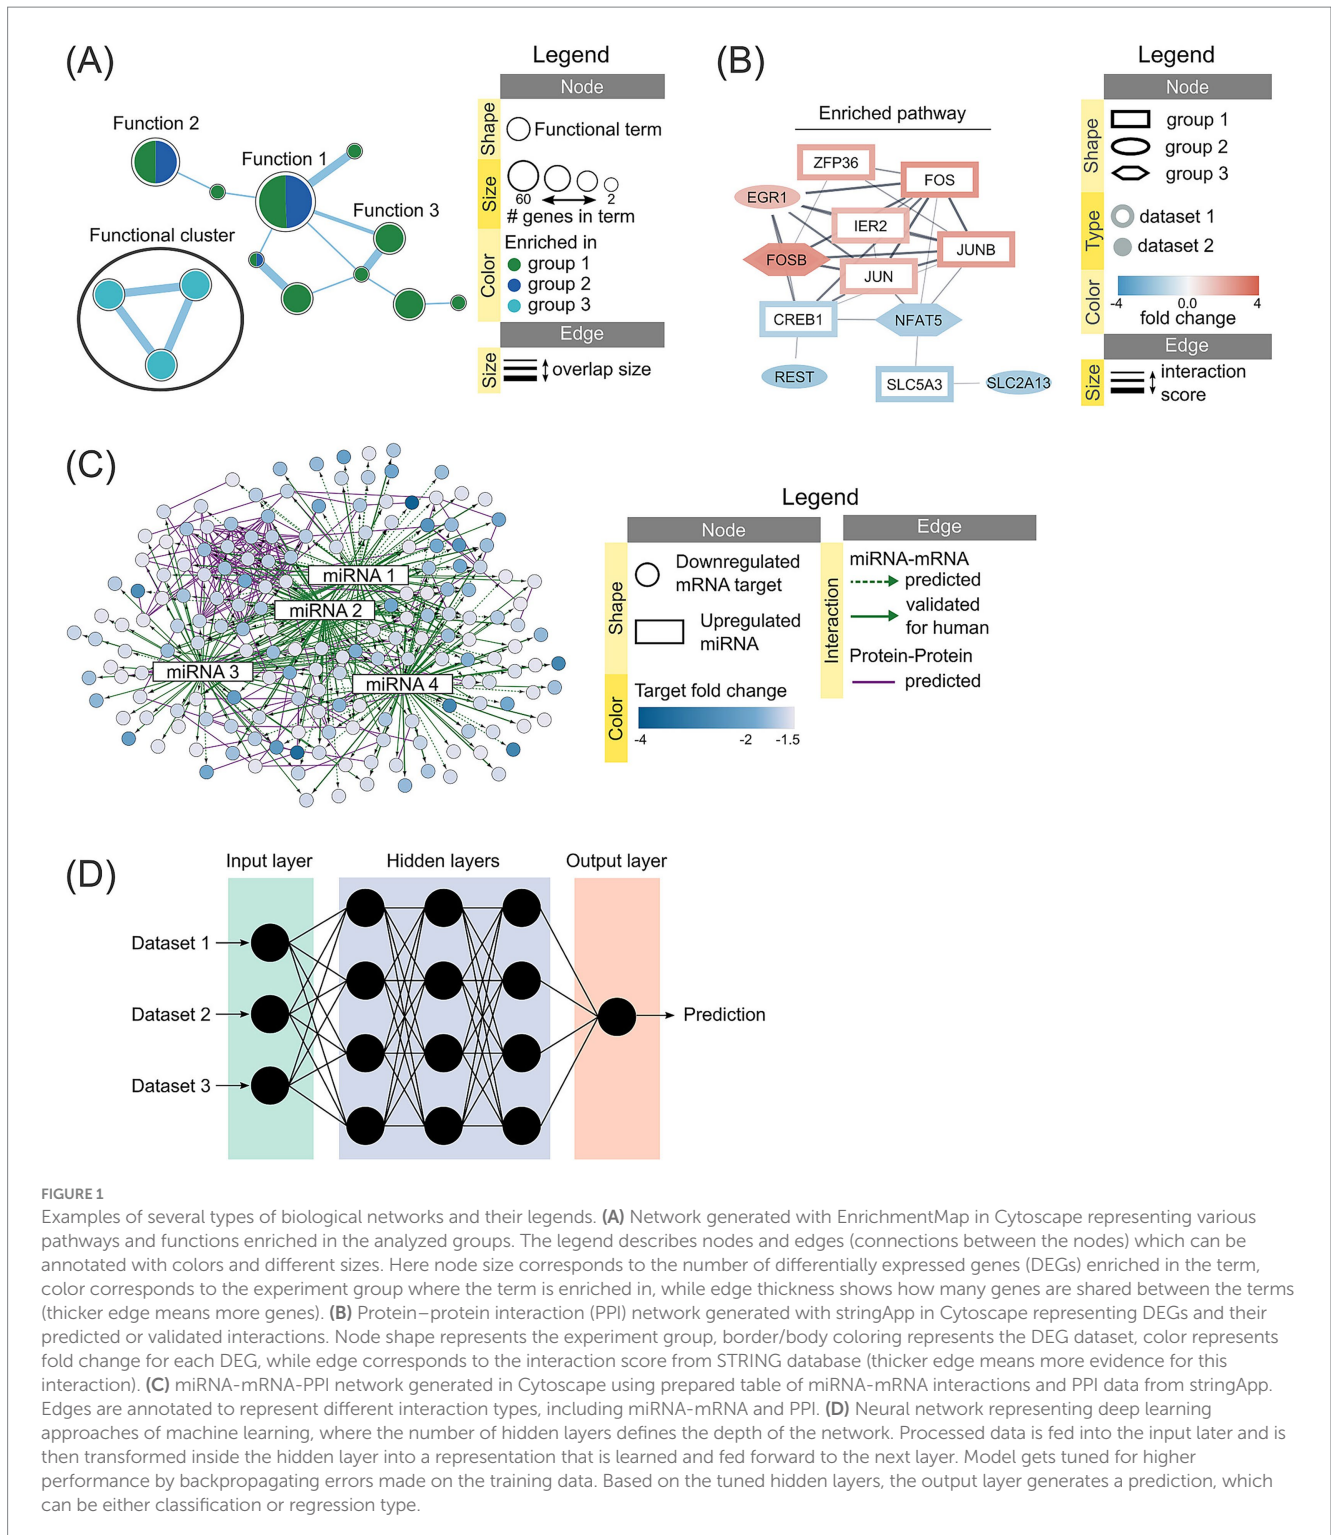 (A)
Function 2
Function 1
Function 3
Functional cluster
Legend
Node
Shape
Functional term
Size
60
2
# genes in term
Color
Enriched in
group 1
group 2
group 3
Edge
Size
overlap size
(B)
Enriched pathway
ZFP36
FOS
EGR1
IER2
JUNB
FOSB
JUN
CREB1
NFAT5
REST
SLC5A3
SLC2A13
Legend
Node
Shape
group 1
group 2
group 3
Type
dataset 1
dataset 2
Color
-4
0.0
4
fold change
Edge
Size
interaction
score
(C)
miRNA 1
miRNA 2
miRNA 3
miRNA 4
Legend
Node
Shape
Downregulated
mRNA target
Upregulated
miRNA
Color
Target fold change
-4
-2
-1.5
Edge
Interaction
miRNA-mRNA
predicted
validated
for human
Protein-Protein
predicted
(D)
Input layer
Hidden layers
Output layer
Dataset 1
Dataset 2
Dataset 3
Prediction
FIGURE 1
Examples of several types of biological networks and their legends. (A) Network generated with EnrichmentMap in Cytoscape representing various
pathways and functions enriched in the analyzed groups. The legend describes nodes and edges (connections between the nodes) which can be
annotated with colors and different sizes. Here node size corresponds to the number of differentially expressed genes (DEGs) enriched in the term,
color corresponds to the experiment group where the term is enriched in, while edge thickness shows how many genes are shared between the terms
(thicker edge means more genes). (B) Protein–protein interaction (PPI) network generated with stringApp in Cytoscape representing DEGs and their
predicted or validated interactions. Node shape represents the experiment group, border/body coloring represents the DEG dataset, color represents
fold change for each DEG, while edge corresponds to the interaction score from STRING database (thicker edge means more evidence for this
interaction). (C) miRNA-mRNA-PPI network generated in Cytoscape using prepared table of miRNA-mRNA interactions and PPI data from stringApp.
Edges are annotated to represent different interaction types, including miRNA-mRNA and PPI. (D) Neural network representing deep learning
approaches of machine learning, where the number of hidden layers defines the depth of the network. Processed data is fed into the input later and is
then transformed inside the hidden layer into a representation that is learned and fed forward to the next layer. Model gets tuned for higher
performance by backpropagating errors made on the training data. Based on the tuned hidden layers, the output layer generates a prediction, which
can be either classification or regression type.